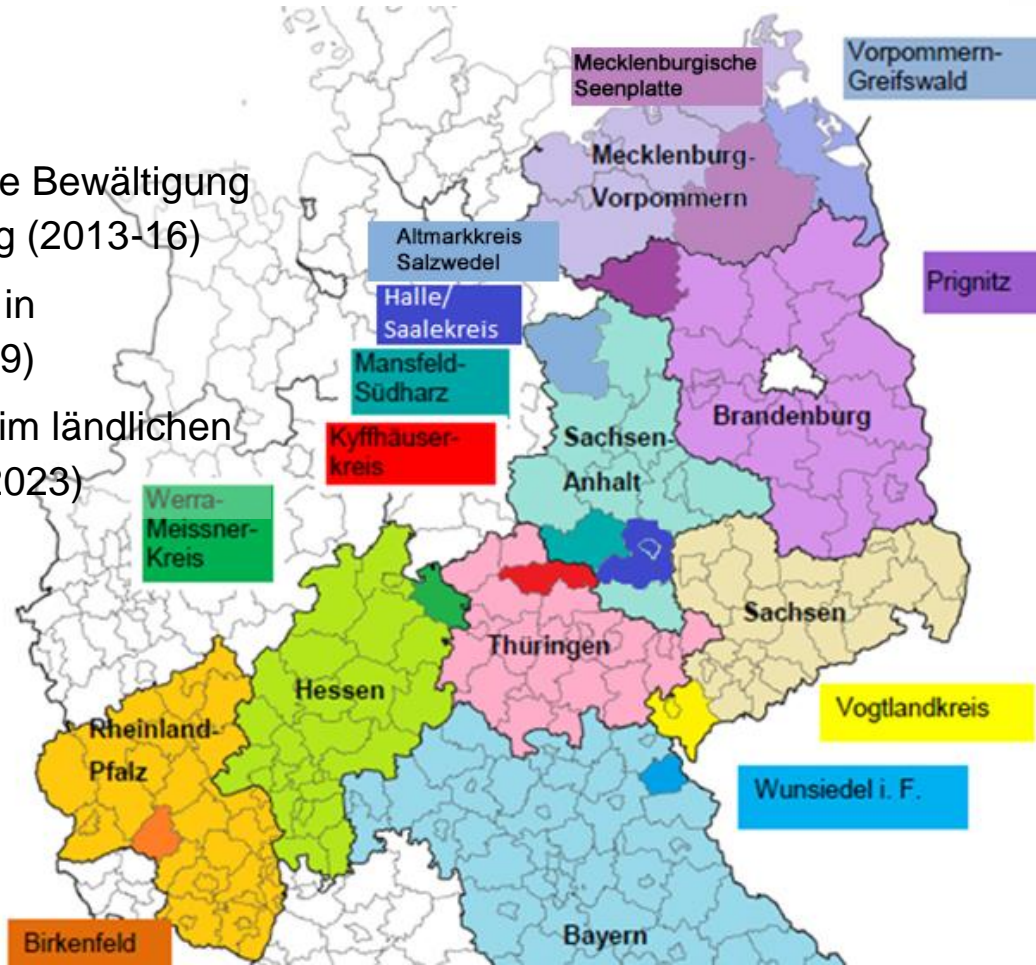 Mecklenburgische
Seenplatte
Vorpommern-
Greifswald
e Bewältigung
g (2013-16)
in
9)
im ländlichen
2023)
Mecklenburg-
Vorpommern
Altmarkkreis
Salzwedel
Halle/
Saalekreis
Prignitz
Mansfeld-
Südharz
Brandenburg
Kyffhäuser-
kreis
Sachsen-
Anhalt
Werra-
Meissner-
Kreis
Sachsen
Thüringen
Hessen
Vogtlandkreis
Rheinland-
Pfalz
Wunsiedel i. F.
Birkenfeld
Bayern